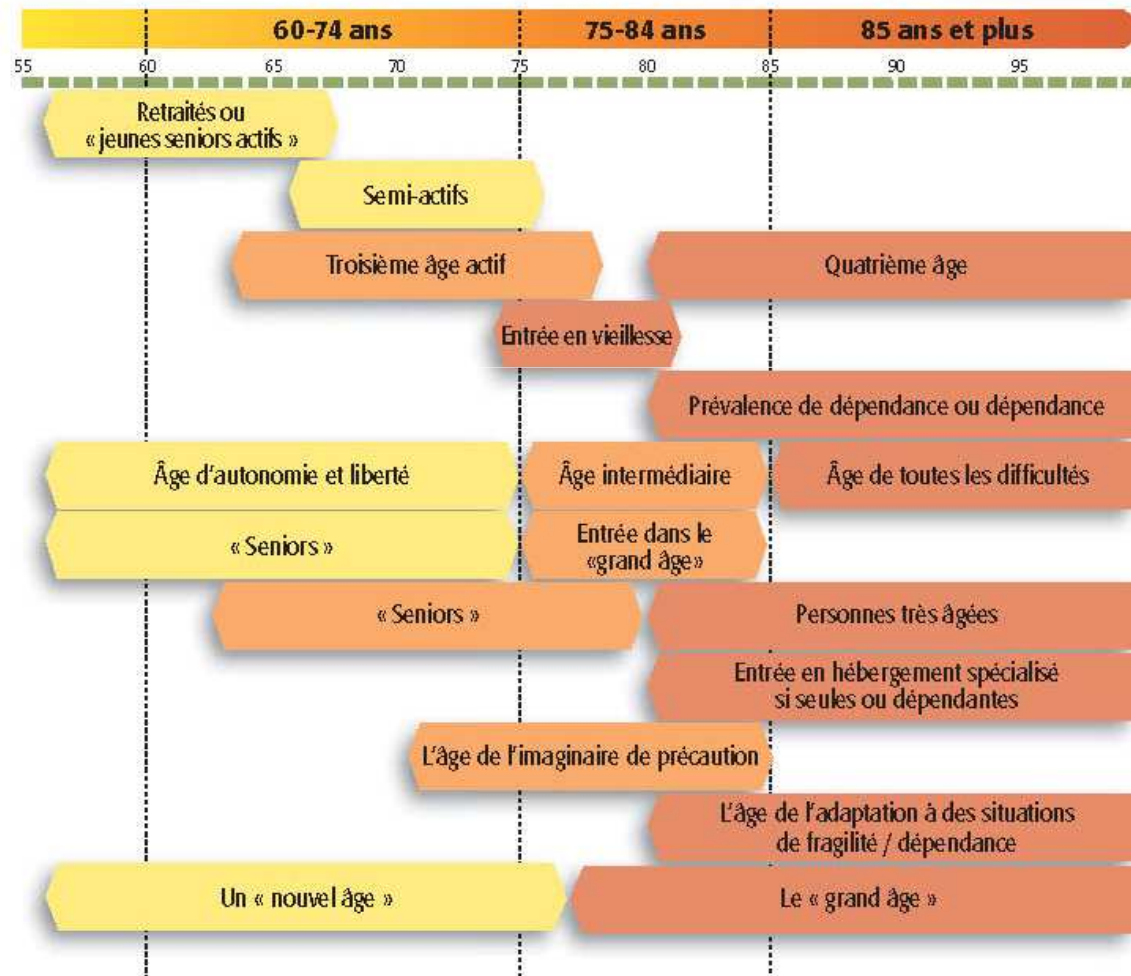 60-74 ans 75-84 ans 85 ans et plus
55 60 65 70 75 80 85 90 95
Retraités ou
« jeunes seniors actifs »
Semi-actifs
Troisième âge actif
Quatrième âge
Entrée en vieillesse
Prévalence de dépendance ou dépendance
Âge d'autonomie et liberté
Âge intermédiaire
Âge de toutes les difficultés
« Seniors »
Entrée dans le
«grand âge»
« Seniors »
Personnes très âgées
Entrée en hébergement spécialisé
si seules ou dépendantes
L'âge de l'imaginaire de précaution
L'âge de l'adaptation à des situations
de fragilité / dépendance
Un « nouvel âge »
Le « grand âge »